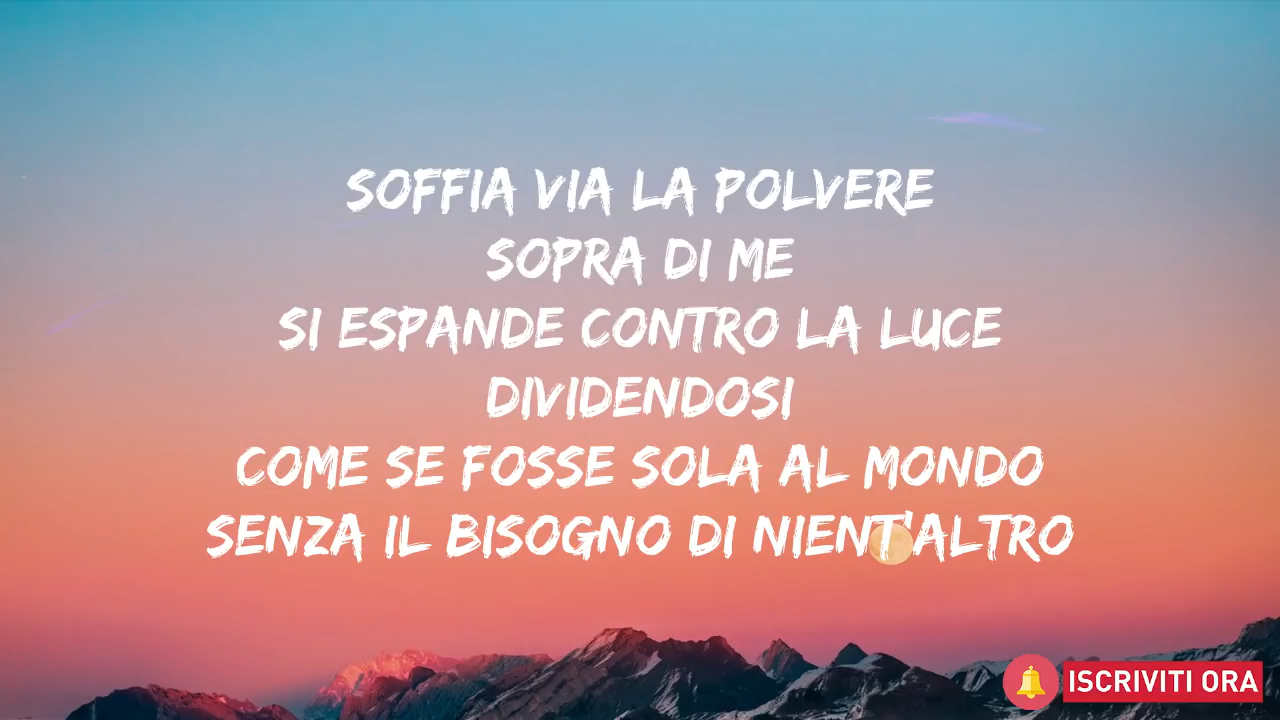 SOFFIA VIA LA POLVERE
SOPRA DI ME
SI ESPANDE CONTRO LA LUCE
DIVIDENDOSI
COME SE FOSSE SOLA AL MONDO
SENZA IL BISOGNO DI NIENT'ALTRO
ISCRIVITI ORA